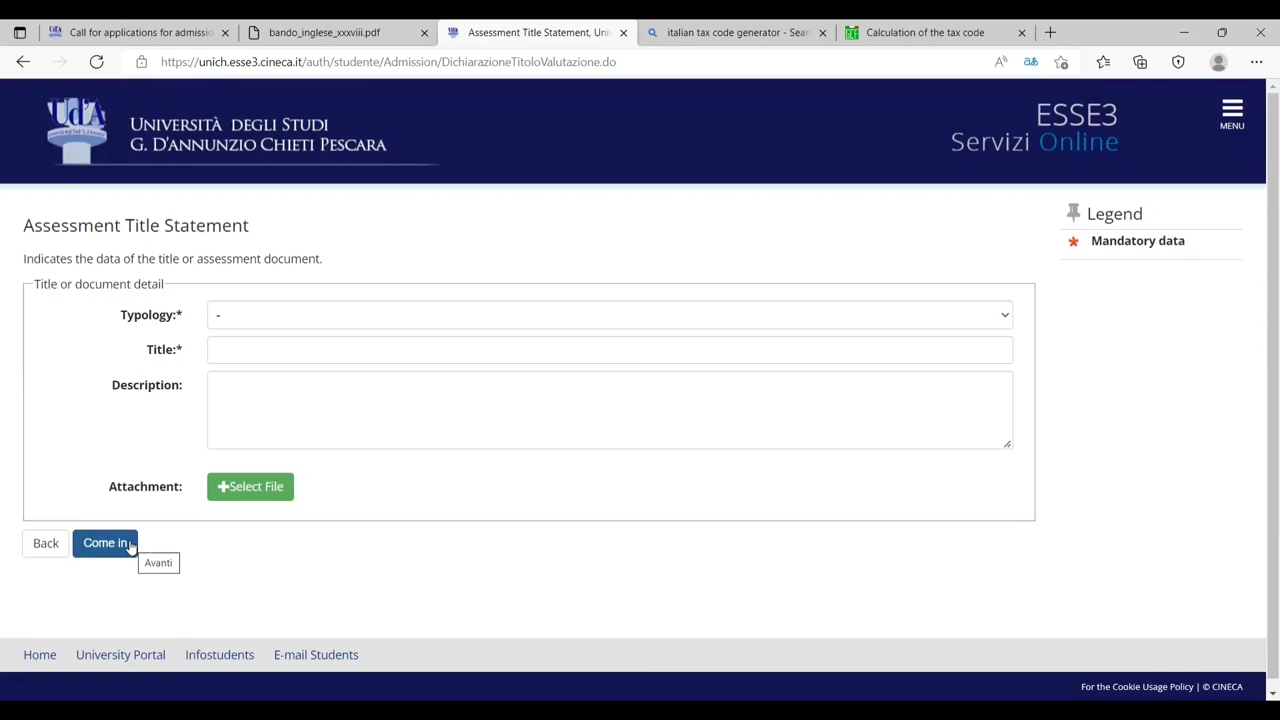 Call for applications for admissio
bando_inglese_xxxviii.pdf
Assessment Title Statement, Uni
italian tax code generator - Sear
Calculation of the tax code
https://unich.esse3.cineca.it/auth/studente/Admission/DichiarazioneTitoloValutazione.do
UdA
UNIVERSITÀ DEGLI STUDI
G. D'ANNUNZIO CHIETI PESCARA
ESSE3
Servizi Online
MENU
Assessment Title Statement
Indicates the data of the title or assessment document.
Title or document detail
Typology:*
-
Title:*
Description:
Attachment:
Select File
Back
Come in
Avanti
Legend
Mandatory data
Home
University Portal
Infostudents
E-mail Students
For the Cookie Usage Policy | © CINECA